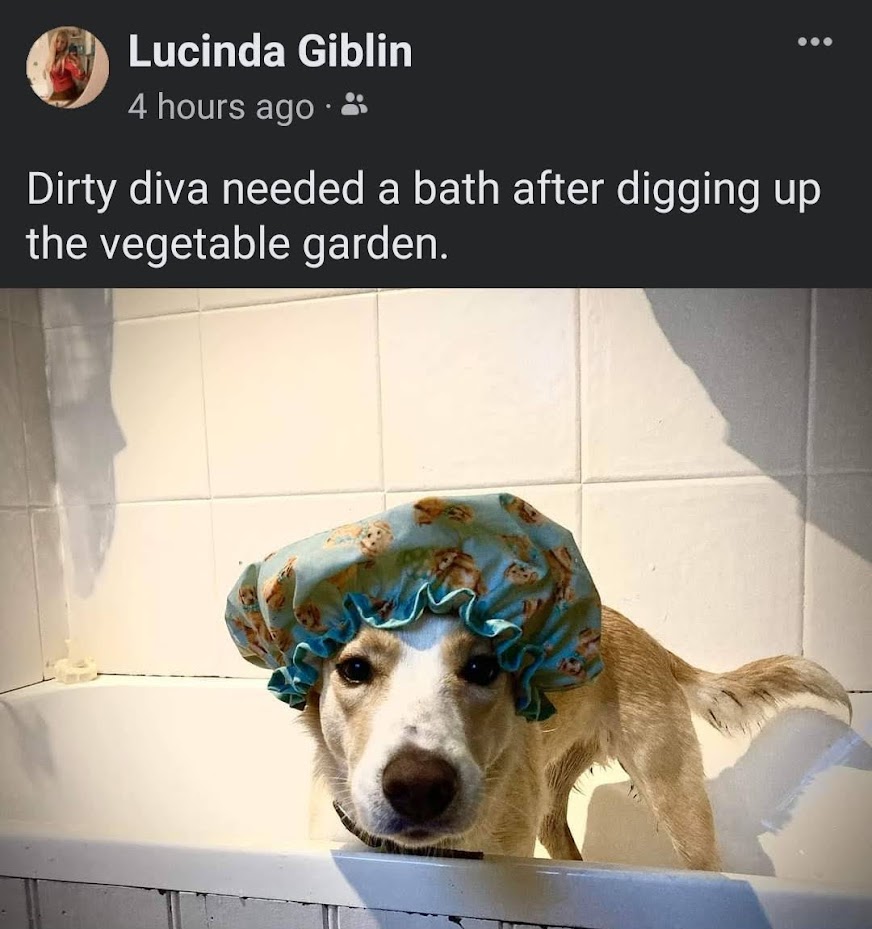 Lucinda Giblin
4 hours ago ·
Dirty diva needed a bath after digging up
the vegetable garden.